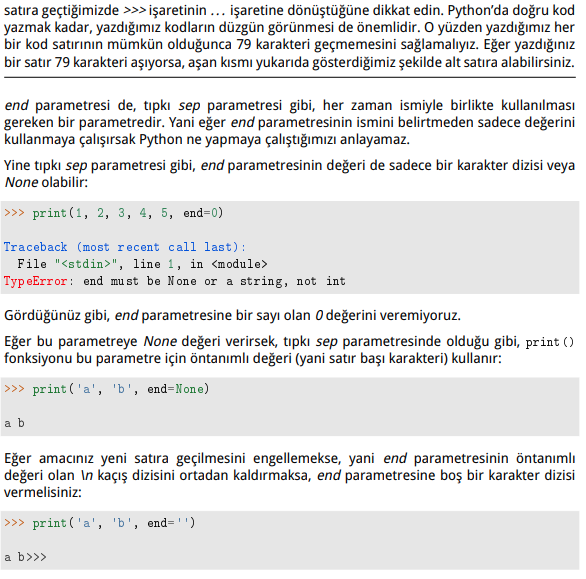 satıra geçtiğimizde >>> işaretinin ... işaretine dönüştüğüne dikkat edin. Python’da doğru kod
yazmak kadar, yazdığımız kodların düzgün görünmesi de önemlidir. O yüzden yazdığımız her
bir kod satırının mümkün olduğunca 79 karakteri geçmemesini sağlamalıyız. Eğer yazdığınız
bir satır 79 karakteri aşıyorsa, aşan kısmı yukarıda gösterdiğimiz şekilde alt satıra alabilirsiniz.
end parametresi de, tıpkı sep parametresi gibi, her zaman ismiyle birlikte kullanılması
gereken bir parametredir. Yani eğer end parametresinin ismini belirtmeden sadece değerini
kullanmaya çalışırsak Python ne yapmaya çalıştığımızı anlayamaz.
Yine tıpkı sep parametresi gibi, end parametresinin değeri de sadece bir karakter dizisi veya
None olabilir:
>>> print(1, 2, 3, 4, 5, end=0)
Traceback (most recent call last):
  File "<stdin>", line 1, in <module>
TypeError: end must be None or a string, not int
Gördüğünüz gibi, end parametresine bir sayı olan 0 değerini veremiyoruz.
Eğer bu parametreye None değeri verirsek, tıpkı sep parametresinde olduğu gibi, print()
fonksiyonu bu parametre için öntanımlı değeri (yani satır başı karakteri) kullanır:
>>> print('a', 'b', end=None)
a b
Eğer amacınız yeni satıra geçilmesini engellemekse, yani end parametresinin öntanımlı
değeri olan \n kaçış dizisini ortadan kaldırmaksa, end parametresine boş bir karakter dizisi
vermelisiniz:
>>> print('a', 'b', end='')
a b>>>